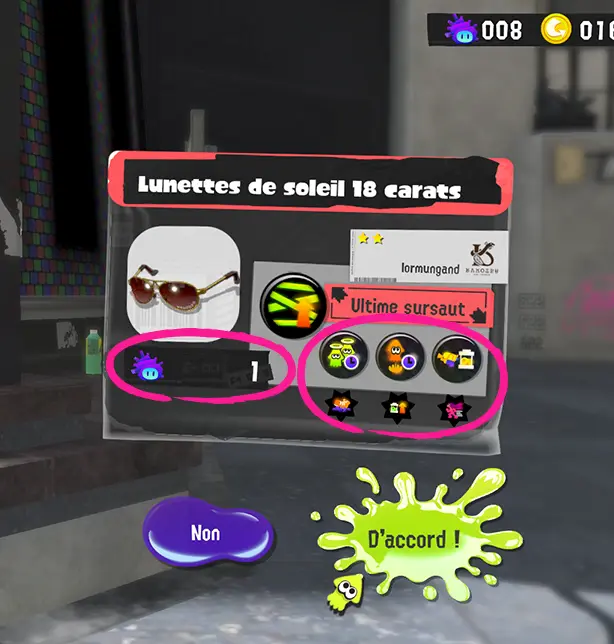 008 016
Lunettes de soleil 18 carats
Iormungand
Ultime sursaut
1
Non
D'accord !